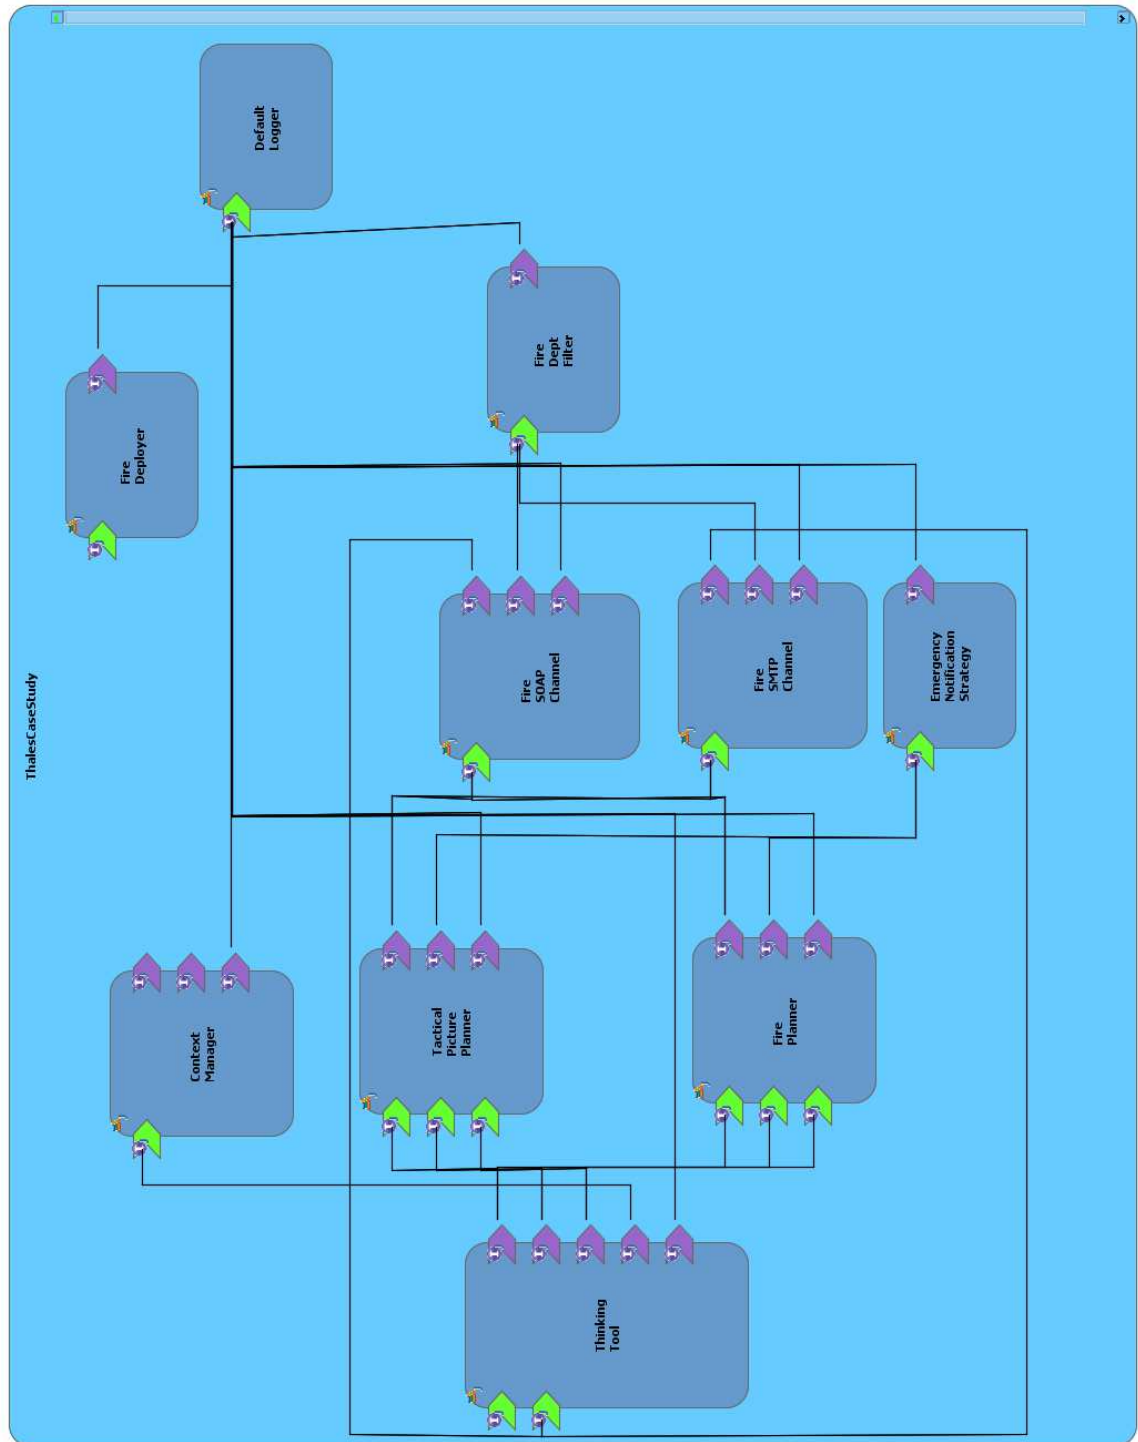 ThalesCaseStudy
Default
Logger
Fire
Deployer
Fire
Dept
Filter
Fire
SOAP
Channel
Fire
SMTP
Channel
Emergency
Notification
Strategy
Context
Manager
Tactical
Picture
Planner
Fire
Planner
Thinking
Tool